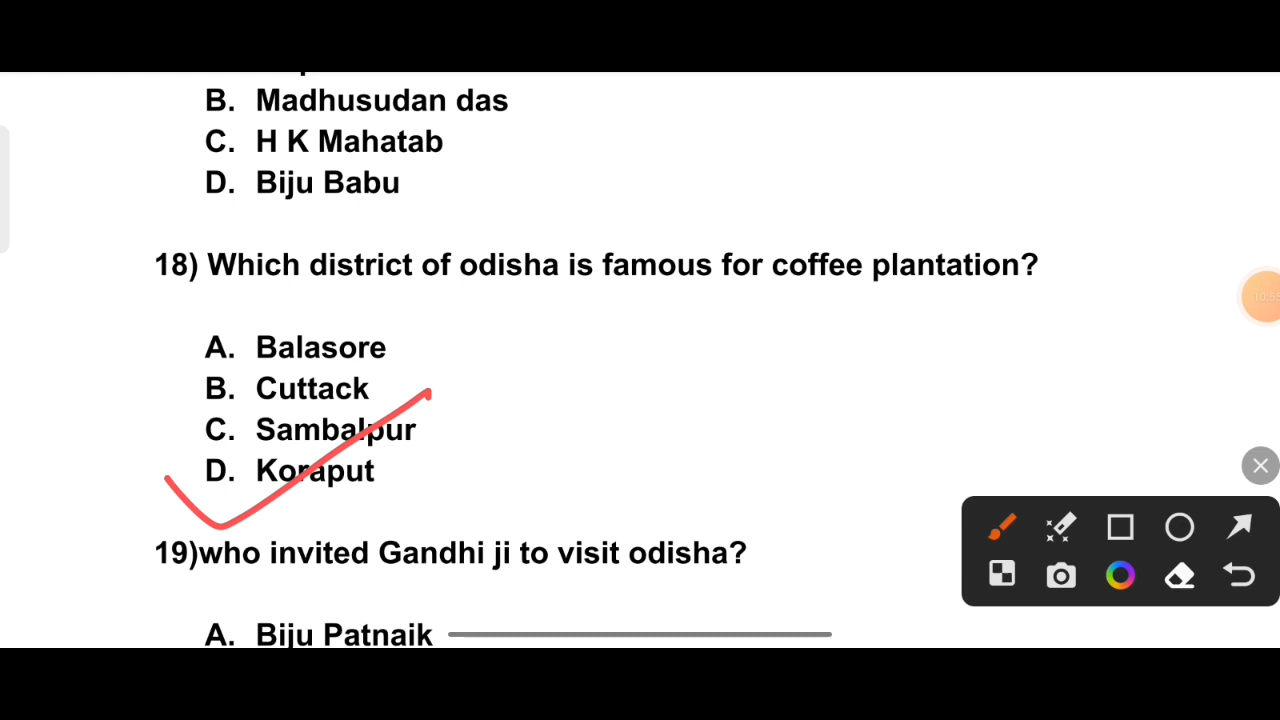 B. Madhusudan das
C. H K Mahatab
D. Biju Babu
18) Which district of odisha is famous for coffee plantation?
A. Balasore
B. Cuttack
C. Sambalpur
D. Koraput
19)who invited Gandhi ji to visit odisha?
A. Biju Patnaik